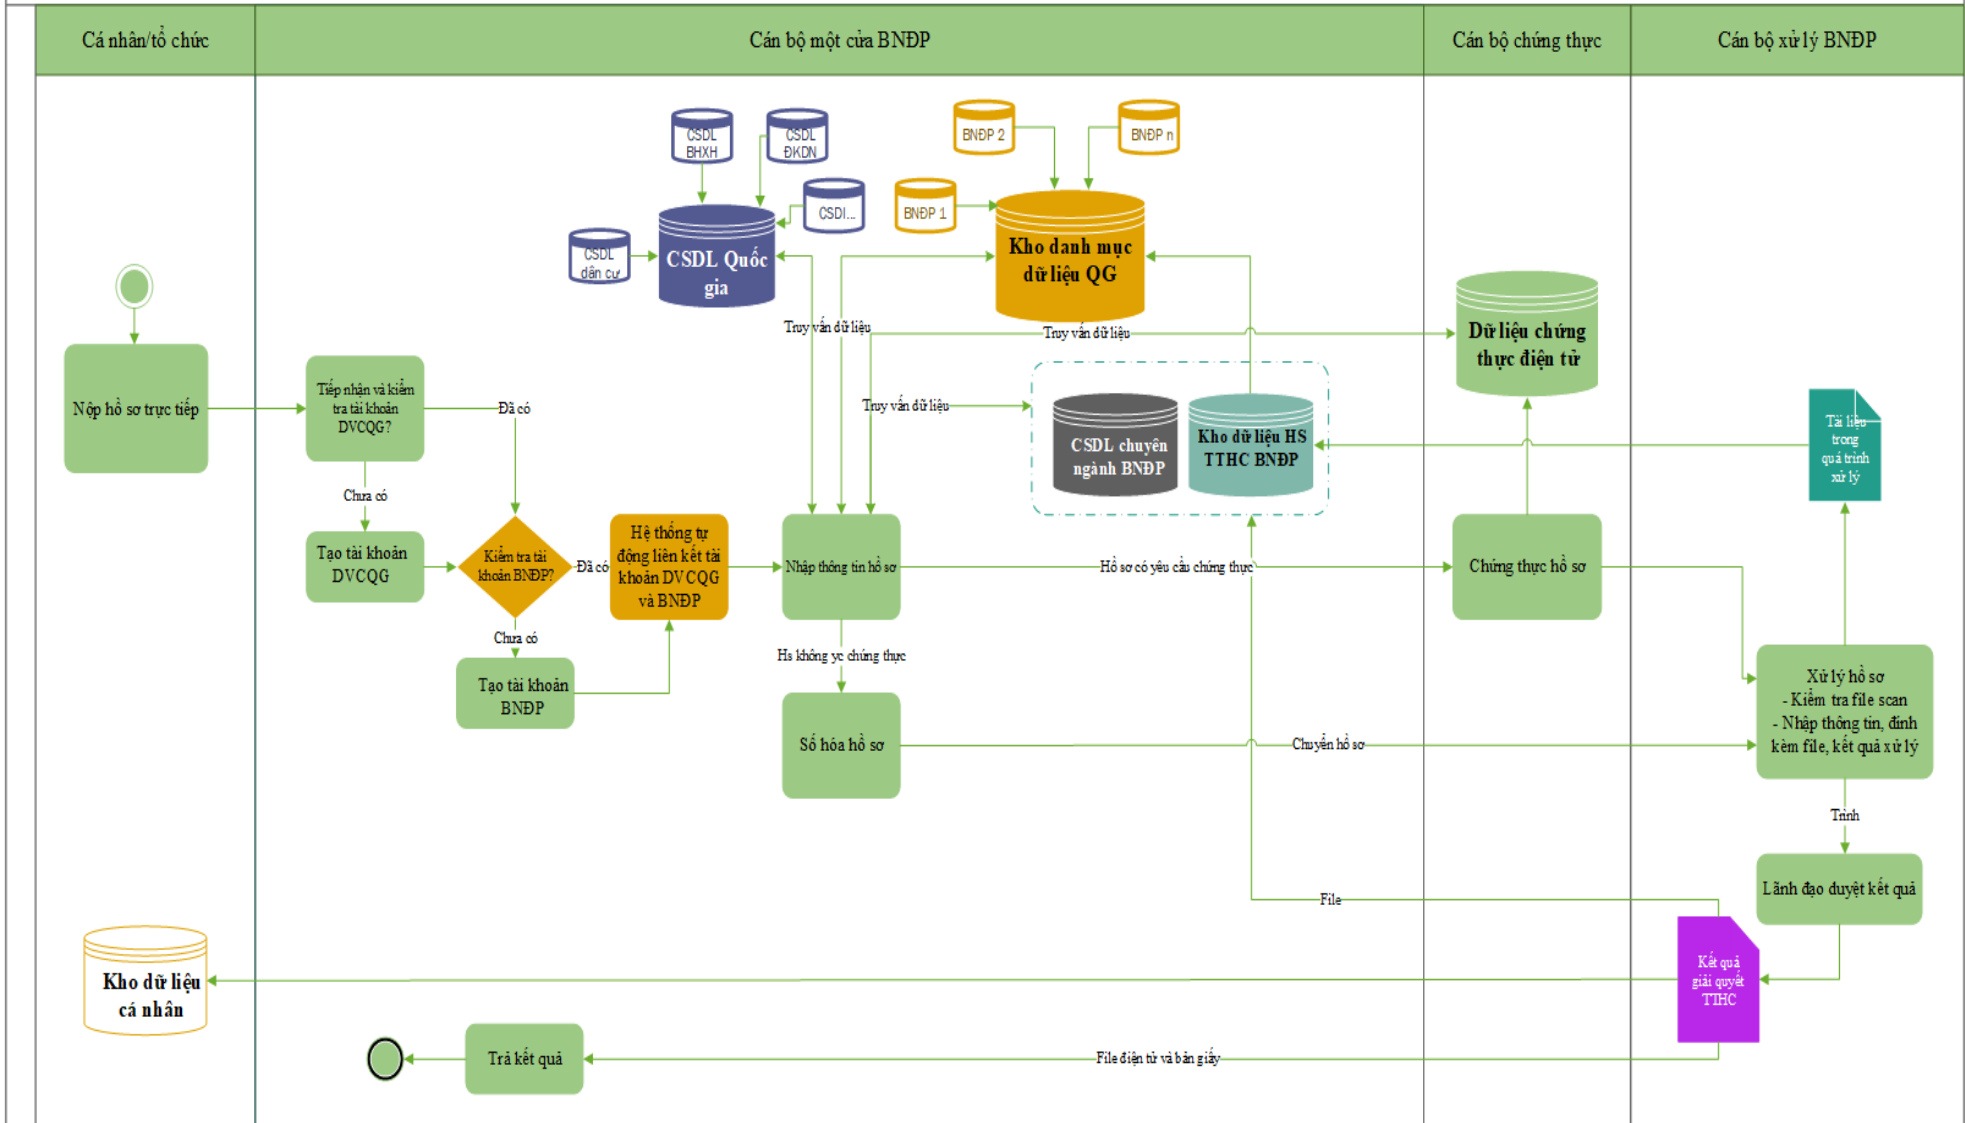 Cá nhân/tổ chức
Cán bộ một cửa BNĐP
Cán bộ chứng thực
Cán bộ xử lý BNĐP
CSDL
BHXH
CSDL
ĐKDN
CSDl...
CSDL
dân cư
CSDL Quốc
gia
BNĐP 2
BNĐP n
BNĐP 1
Kho danh mục
dữ liệu QG
Truy vấn dữ liệu
Truy vấn dữ liệu
Truy vấn dữ liệu
Dữ liệu chứng
thực điện tử
CSDL chuyên
ngành BNĐP
Kho dữ liệu HS
TTHC BNĐP
Tài liệu
trong
quá trình
xử lý
Nộp hồ sơ trực tiếp
Tiếp nhận và kiểm
tra tài khoản
DVCQG?
Đã có
Chưa có
Tạo tài khoản
DVCQG
Kiểm tra tài
khoản BNĐP?
Đã có
Hệ thống tự
động liên kết tài
khoản DVCQG
và BNĐP
Nhập thông tin hồ sơ
Hồ sơ có yêu cầu chứng thực
Chứng thực hồ sơ
Chưa có
Tạo tài khoản
BNĐP
Hs không yc chứng thực
Số hóa hồ sơ
Chuyển hồ sơ
Xử lý hồ sơ
- Kiểm tra file scan
- Nhập thông tin, đính
kèm file, kết quả xử lý
Trình
Lãnh đạo duyệt kết quả
File
Kết quả
giải quyết
TTHC
Kho dữ liệu
cá nhân
Trả kết quả
File điện tử và bản giấy